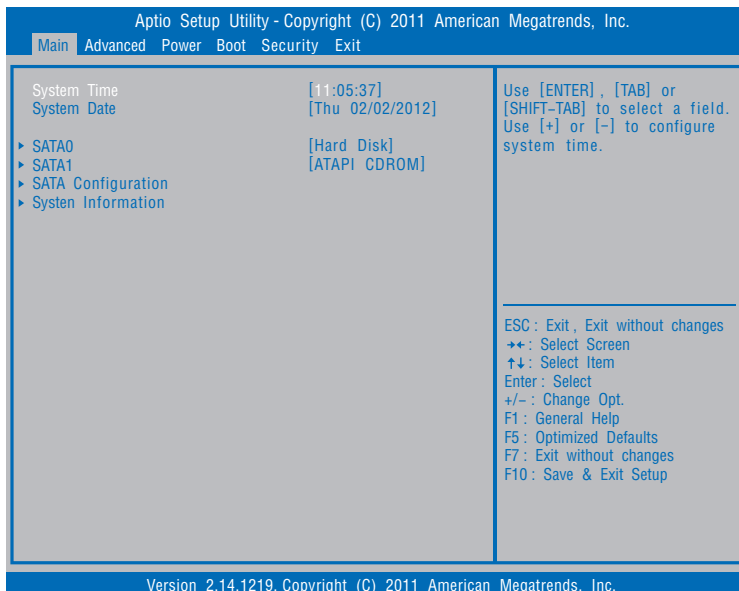 Aptio Setup Utility - Copyright (C) 2011 American Megatrends, Inc.
Main Advanced Power Boot Security Exit
System Time [11:05:37]
System Date [Thu 02/02/2012]
▸ SATA0 [Hard Disk]
▸ SATA1 [ATAPI CDROM]
▸ SATA Configuration
▸ Systen Information
Use [ENTER] , [TAB] or
[SHIFT-TAB] to select a field.
Use [+] or [-] to configure
system time.
ESC : Exit , Exit without changes
→← : Select Screen
↑↓ : Select Item
Enter : Select
+/- : Change Opt.
F1 : General Help
F5 : Optimized Defaults
F7 : Exit without changes
F10 : Save & Exit Setup
Version 2.14.1219. Copyright (C) 2011 American Megatrends, Inc.